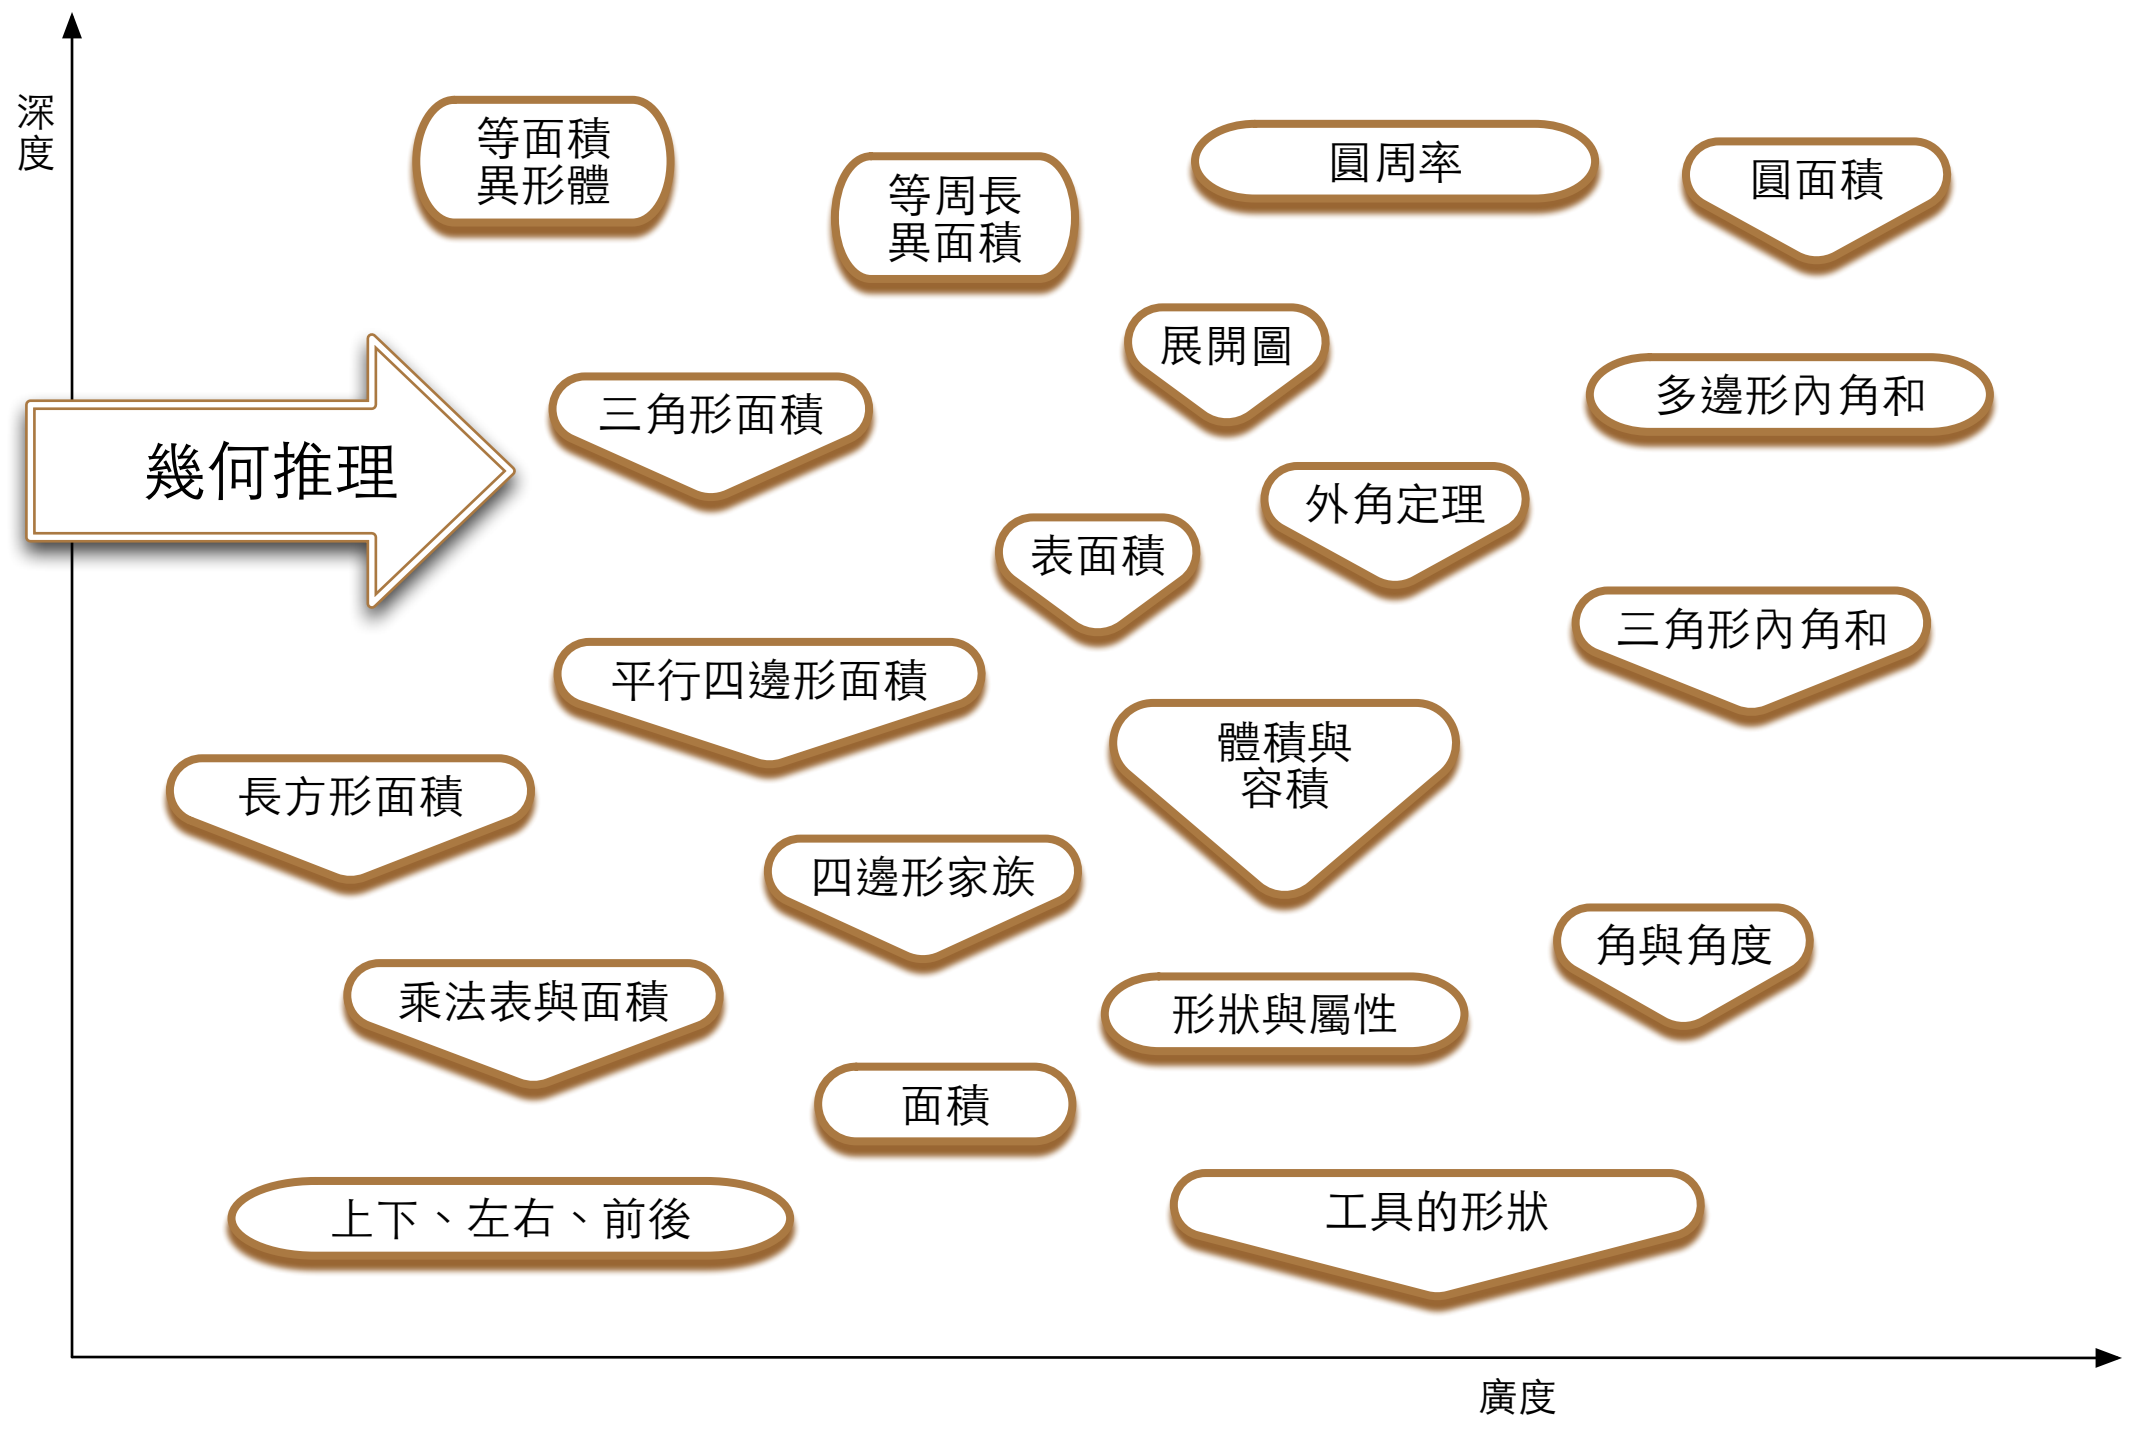 深
度
等面積
異形體
等周長
異面積
圓周率
圓面積
展開圖
三角形面積
多邊形內角和
幾何推理
外角定理
表面積
三角形內角和
平行四邊形面積
體積與
容積
長方形面積
四邊形家族
角與角度
乘法表與面積
形狀與屬性
面積
上下、左右、前後
工具的形狀
廣度